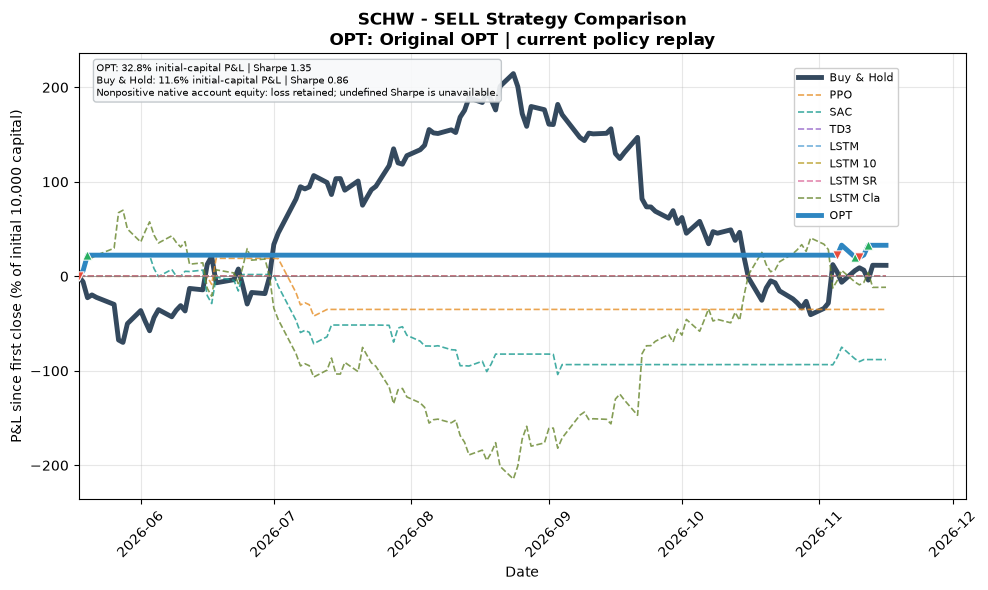 SCHW - SELL Strategy Comparison
OPT: Original OPT | current policy replay
OPT: 32.8% initial-capital P&L | Sharpe 1.35
Buy & Hold: 11.6% initial-capital P&L | Sharpe 0.86
Nonpositive native account equity: loss retained; undefined Sharpe is unavailable.
Buy & Hold
PPO
SAC
TD3
LSTM
LSTM 10
LSTM SR
LSTM Cla
OPT
P&L since first close (% of initial 10,000 capital)
200
100
0
−100
−200
2026-06
2026-07
2026-08
2026-09
2026-10
2026-11
2026-12
Date